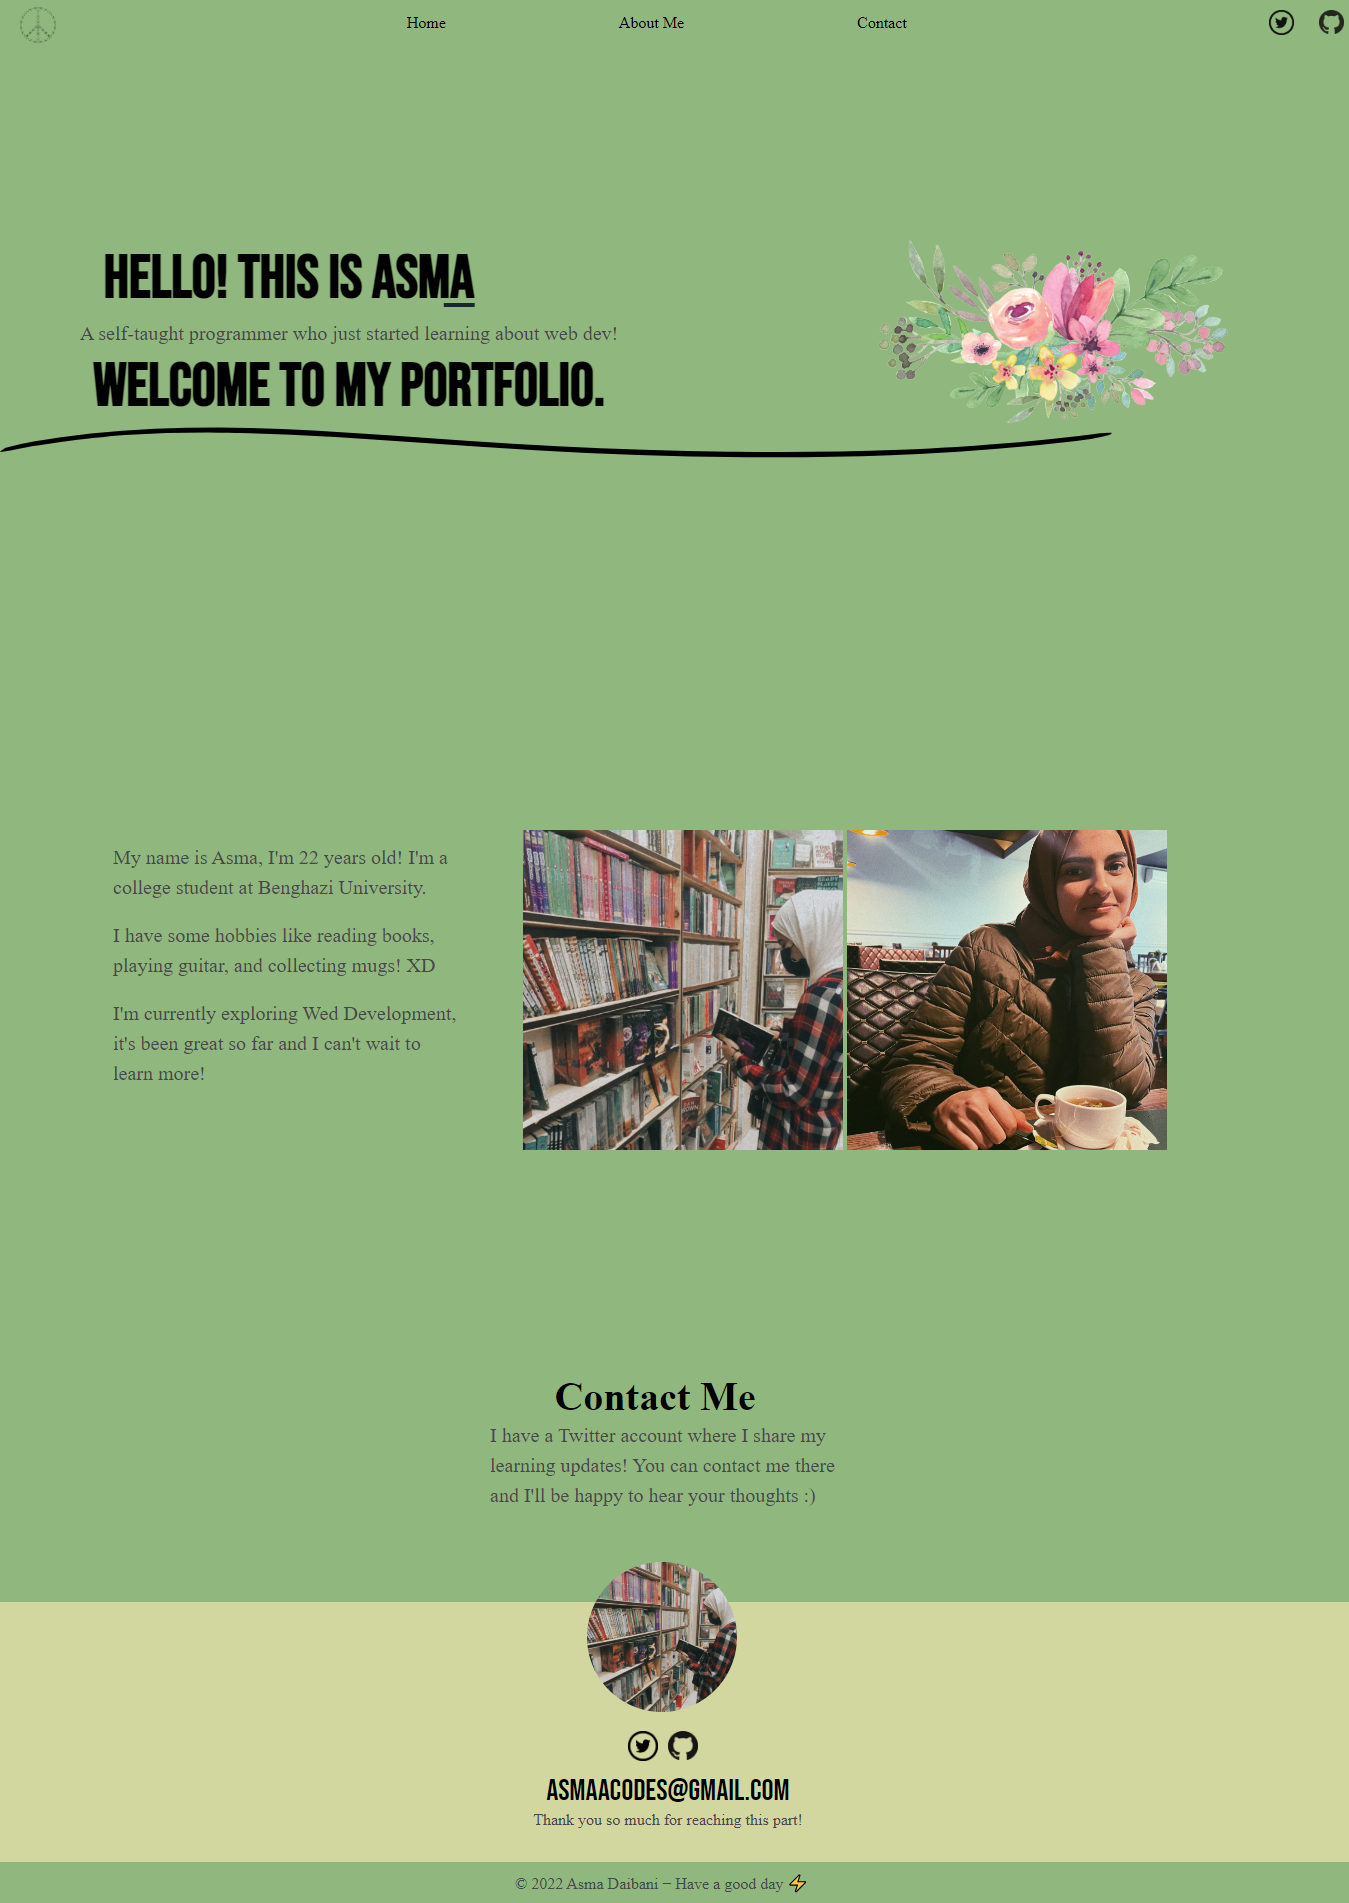 Home
About Me
Contact
HELLO! THIS IS ASMA
A self-taught programmer who just started learning about web dev!
WELCOME TO MY PORTFOLIO.
My name is Asma, I'm 22 years old! I'm a
college student at Benghazi University.
I have some hobbies like reading books,
playing guitar, and collecting mugs! XD
I'm currently exploring Wed Development,
it's been great so far and I can't wait to
learn more!
DAN
BROWN
Contact Me
I have a Twitter account where I share my
learning updates! You can contact me there
and I'll be happy to hear your thoughts :)
ASMAACODES@GMAIL.COM
Thank you so much for reaching this part!
© 2022 Asma Daibani – Have a good day ⚡